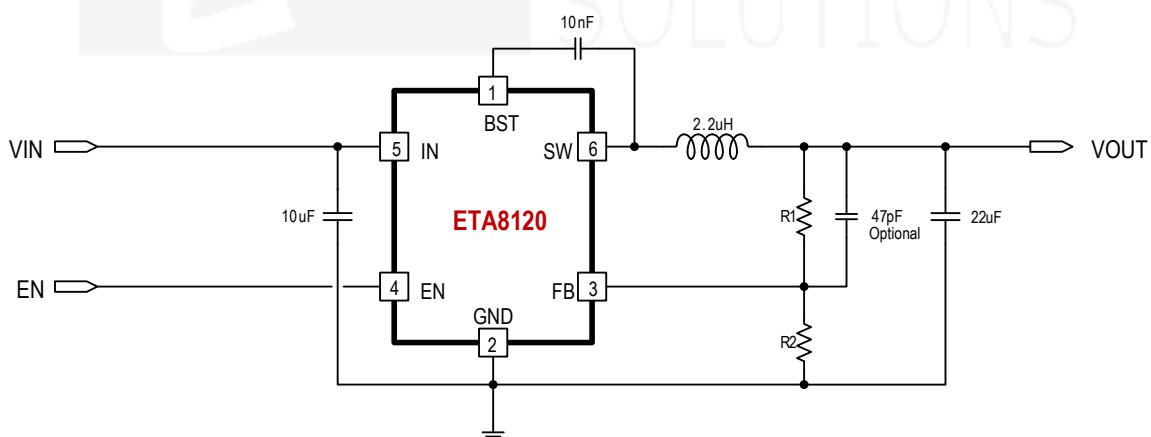 SOLUTIONS
10nF
1
BST
2.2uH
VIN
5
IN
SW
6
VOUT
10uF
ETA8120
R1
47pF
Optional
22uF
EN
4
EN
FB
3
GND
2
R2